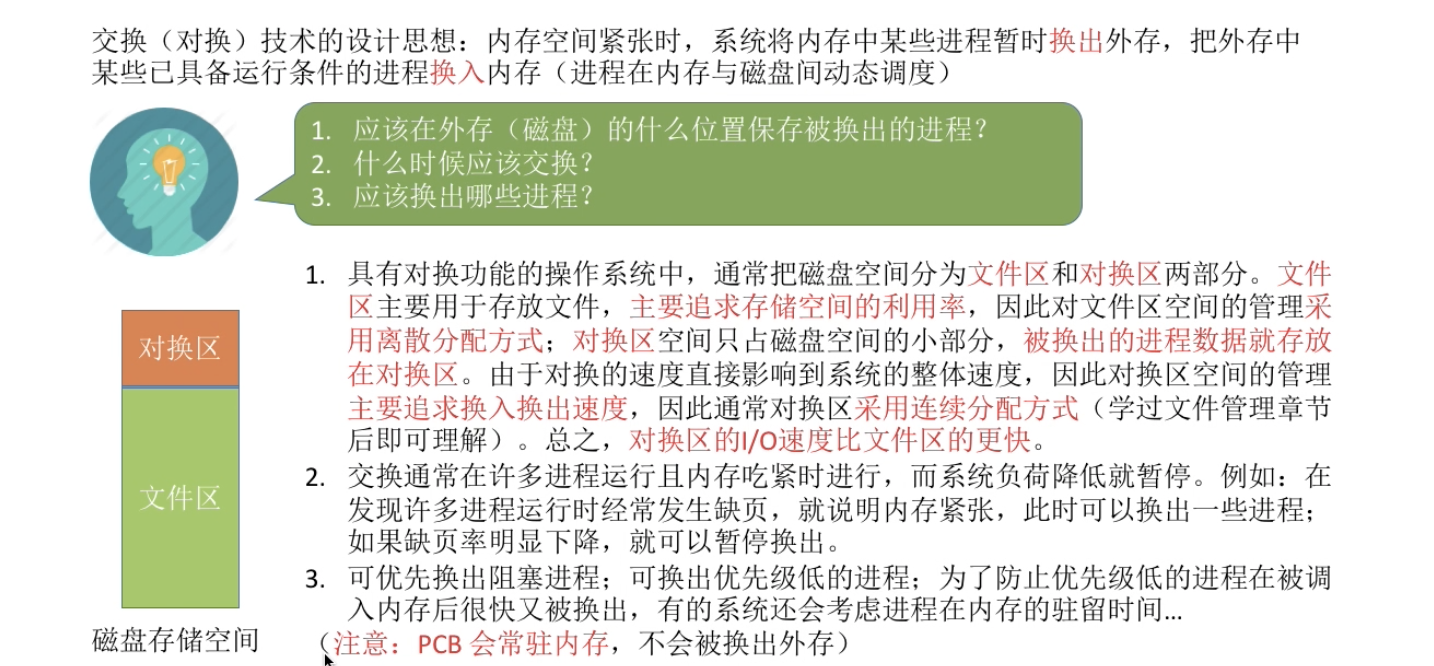 交换（对换）技术的设计思想：内存空间紧张时，系统将内存中某些进程暂时换出外存，把外存中
某些已具备运行条件的进程换入内存（进程在内存与磁盘间动态调度）
1. 应该在外存（磁盘）的什么位置保存被换出的进程？
2. 什么时候应该交换？
3. 应该换出哪些进程？
1. 具有对换功能的操作系统中，通常把磁盘空间分为文件区和对换区两部分。文件
区主要用于存放文件，主要追求存储空间的利用率，因此对文件区空间的管理采
用离散分配方式；对换区空间只占磁盘空间的小部分，被换出的进程数据就存放
在对换区。由于对换的速度直接影响到系统的整体速度，因此对换区空间的管理
主要追求换入换出速度，因此通常对换区采用连续分配方式（学过文件管理章节
后即可理解）。总之，对换区的I/O速度比文件区的更快。
2. 交换通常在许多进程运行且内存吃紧时进行，而系统负荷降低就暂停。例如：在
发现许多进程运行时经常发生缺页，就说明内存紧张，此时可以换出一些进程；
如果缺页率明显下降，就可以暂停换出。
3. 可优先换出阻塞进程；可换出优先级低的进程；为了防止优先级低的进程在被调
入内存后很快又被换出，有的系统还会考虑进程在内存的驻留时间…
（注意：PCB 会常驻内存，不会被换出外存）
对换区
文件区
磁盘存储空间